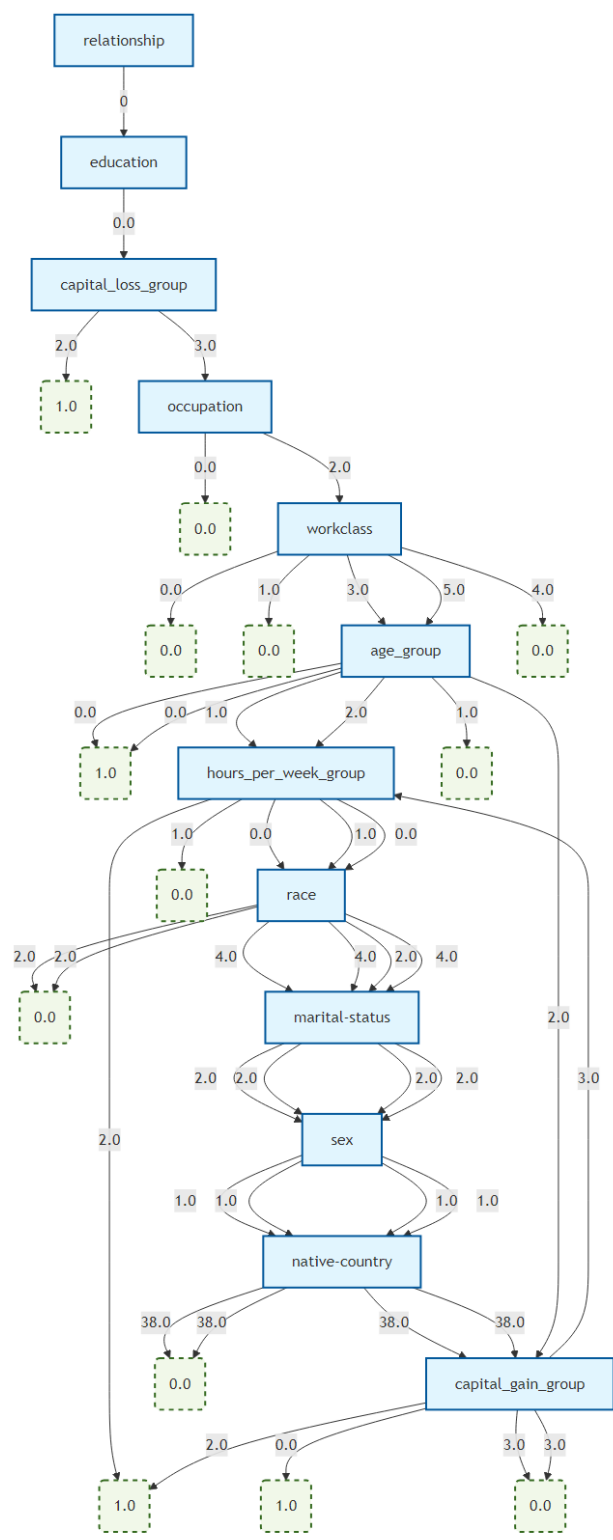 relationship
0
education
0.0
capital_loss_group
2.0 3.0
1.0 occupation
0.0 2.0
0.0 workclass
0.0 1.0 3.0 5.0 4.0
0.0 0.0 age_group 0.0
0.0 0.0 1.0 2.0 1.0
1.0 hours_per_week_group 0.0
1.0 0.0 1.0 0.0
0.0 race
2.0 2.0 4.0 4.0 2.0 4.0
0.0 marital-status 2.0
2.0 2.0 2.0 2.0 3.0
2.0 sex
1.0 1.0 1.0 1.0
native-country
38.0 38.0 38.0 38.0
0.0 capital_gain_group
2.0 0.0 3.0 3.0
1.0 1.0 0.0